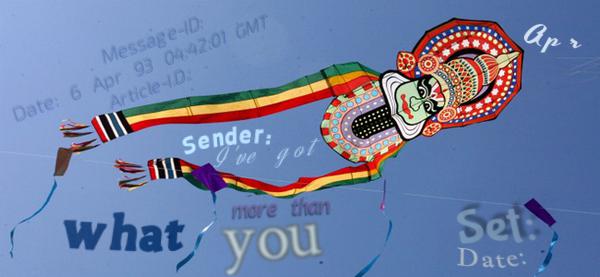 Message-ID:
Date: 6 Apr 93 04:42:01 GMT
Article-I.D.:
Apr
Sender:
I've got
more than
what you
Set:
Date: